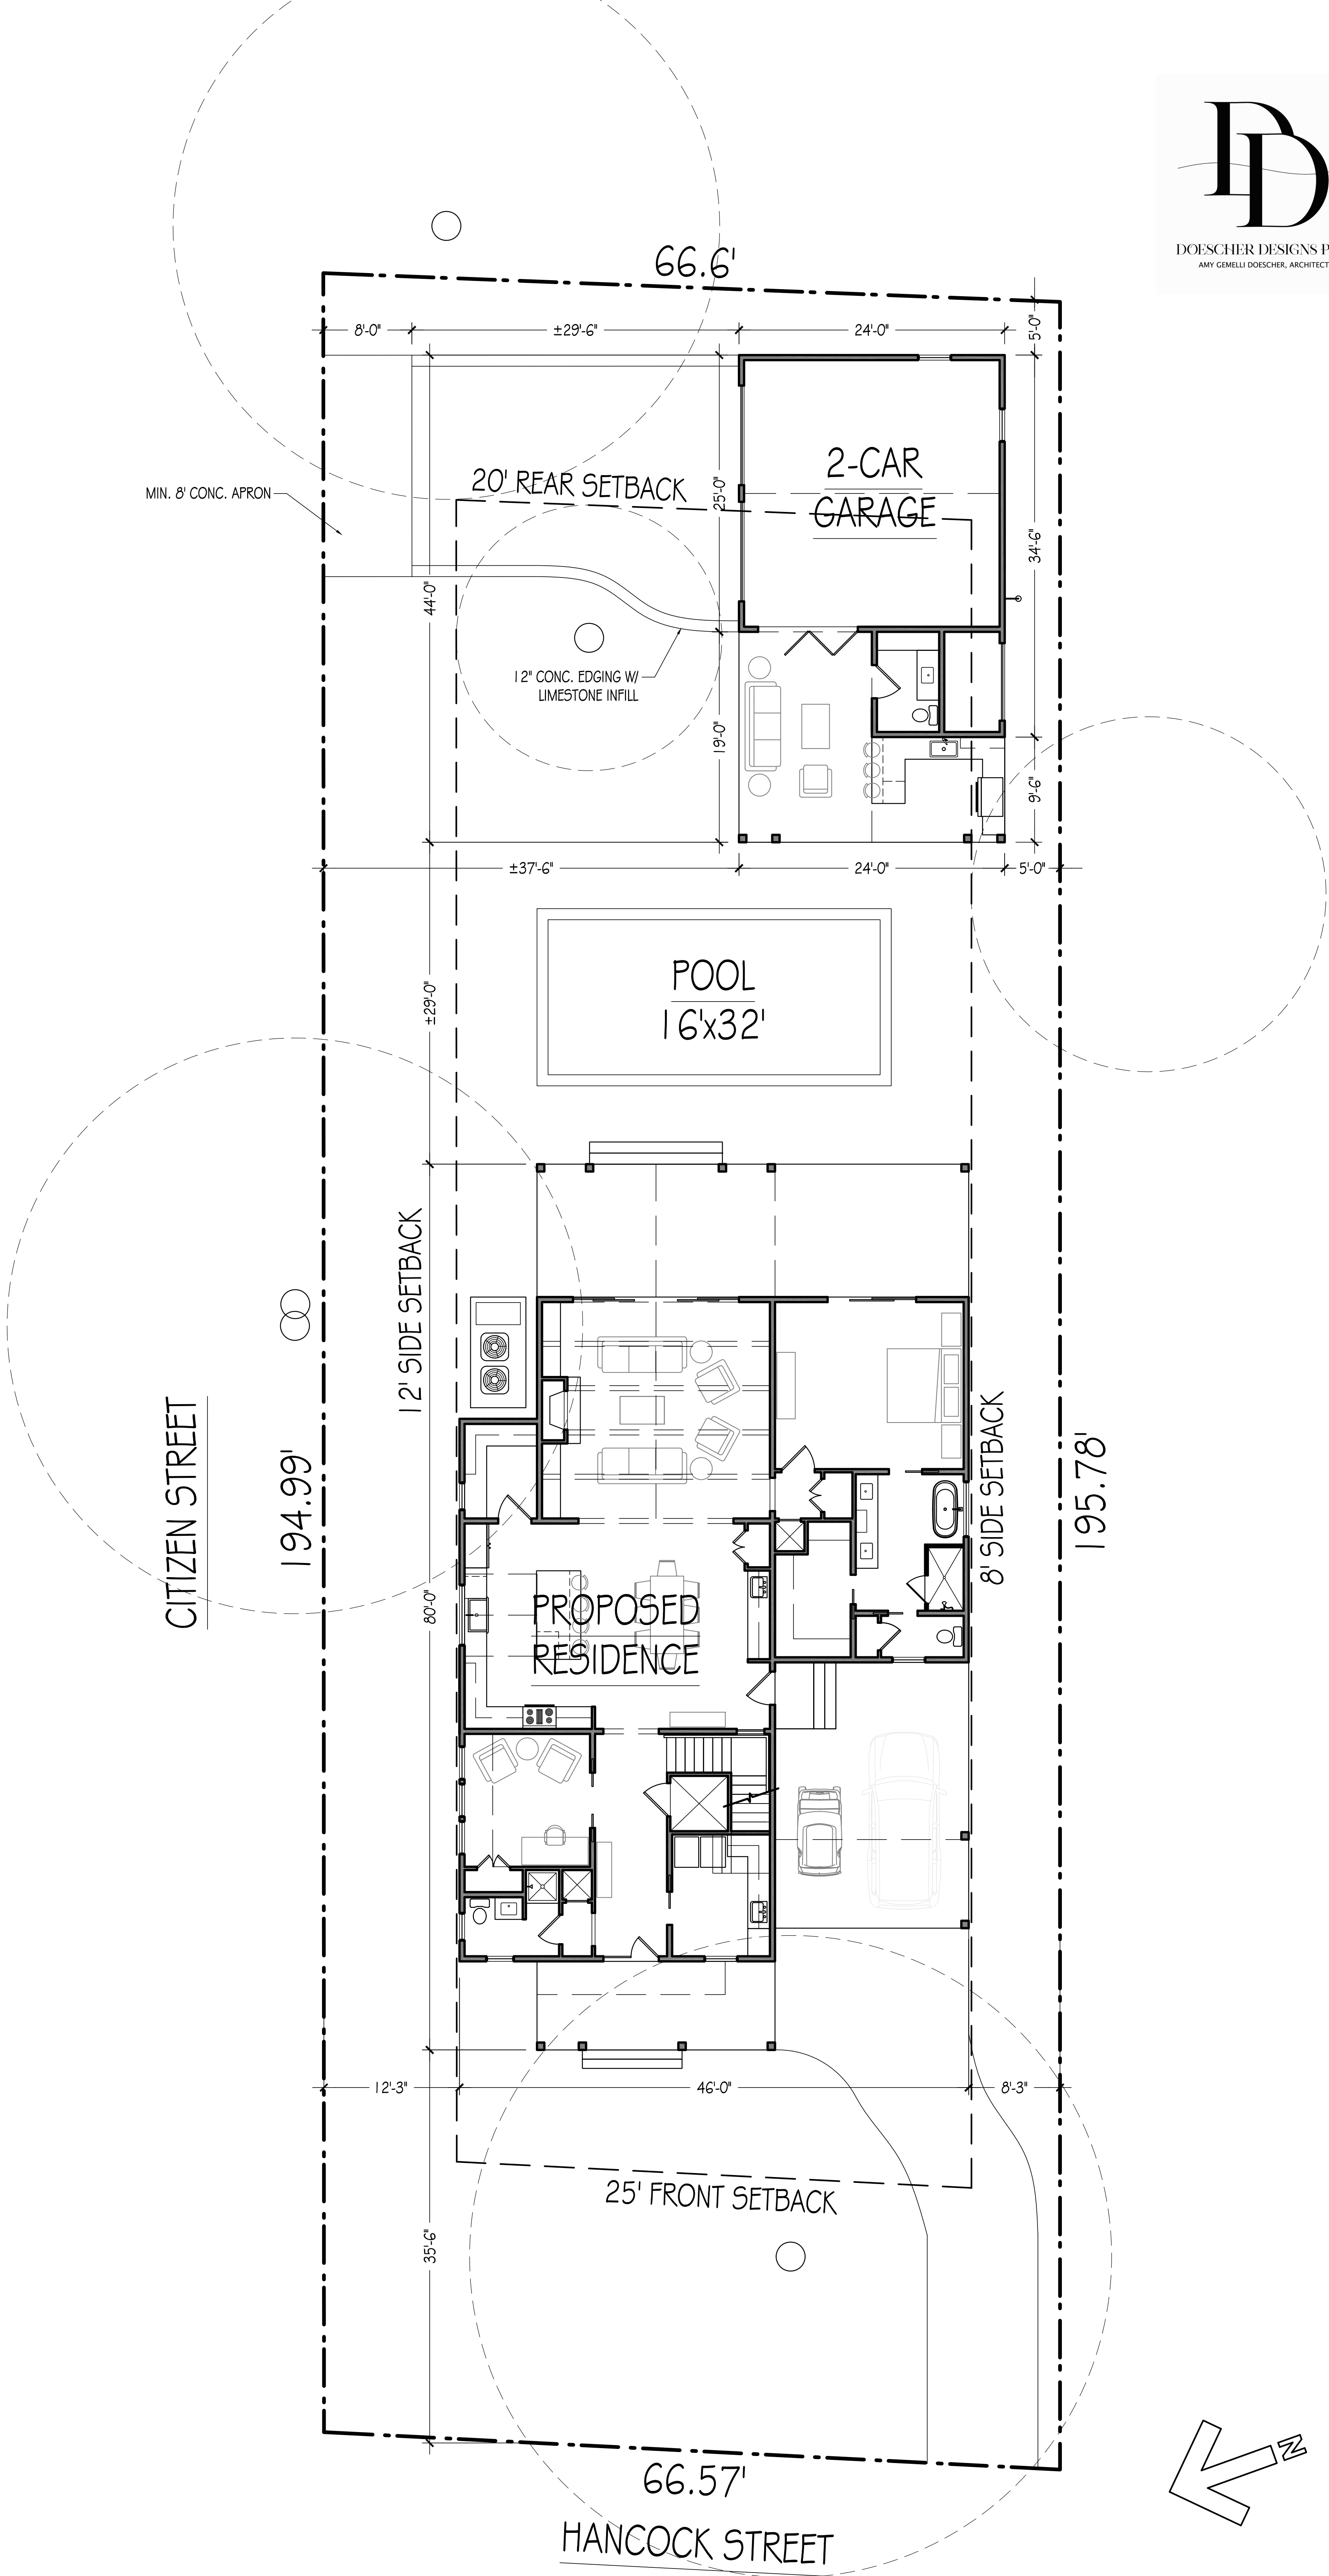 DOESCHER DESIGNS P
AMY GEMELLI DOESCHER, ARCHITECT
66.6'
8'-0"
±29'-6"
24'-0"
5'-0"
2-CAR
GARAGE
20' REAR SETBACK
25'-0"
MIN. 8' CONC. APRON
34'-6"
44'-0"
12" CONC. EDGING W/
LIMESTONE INFILL
19'-0"
9'-6"
±37'-6"
24'-0"
5'-0"
POOL
16'x32'
±29'-0"
12' SIDE SETBACK
CITIZEN STREET
194.99'
8' SIDE SETBACK
195.78'
80'-0"
PROPOSED
RESIDENCE
12'-3"
46'-0"
8'-3"
25' FRONT SETBACK
35'-6"
66.57'
HANCOCK STREET
N